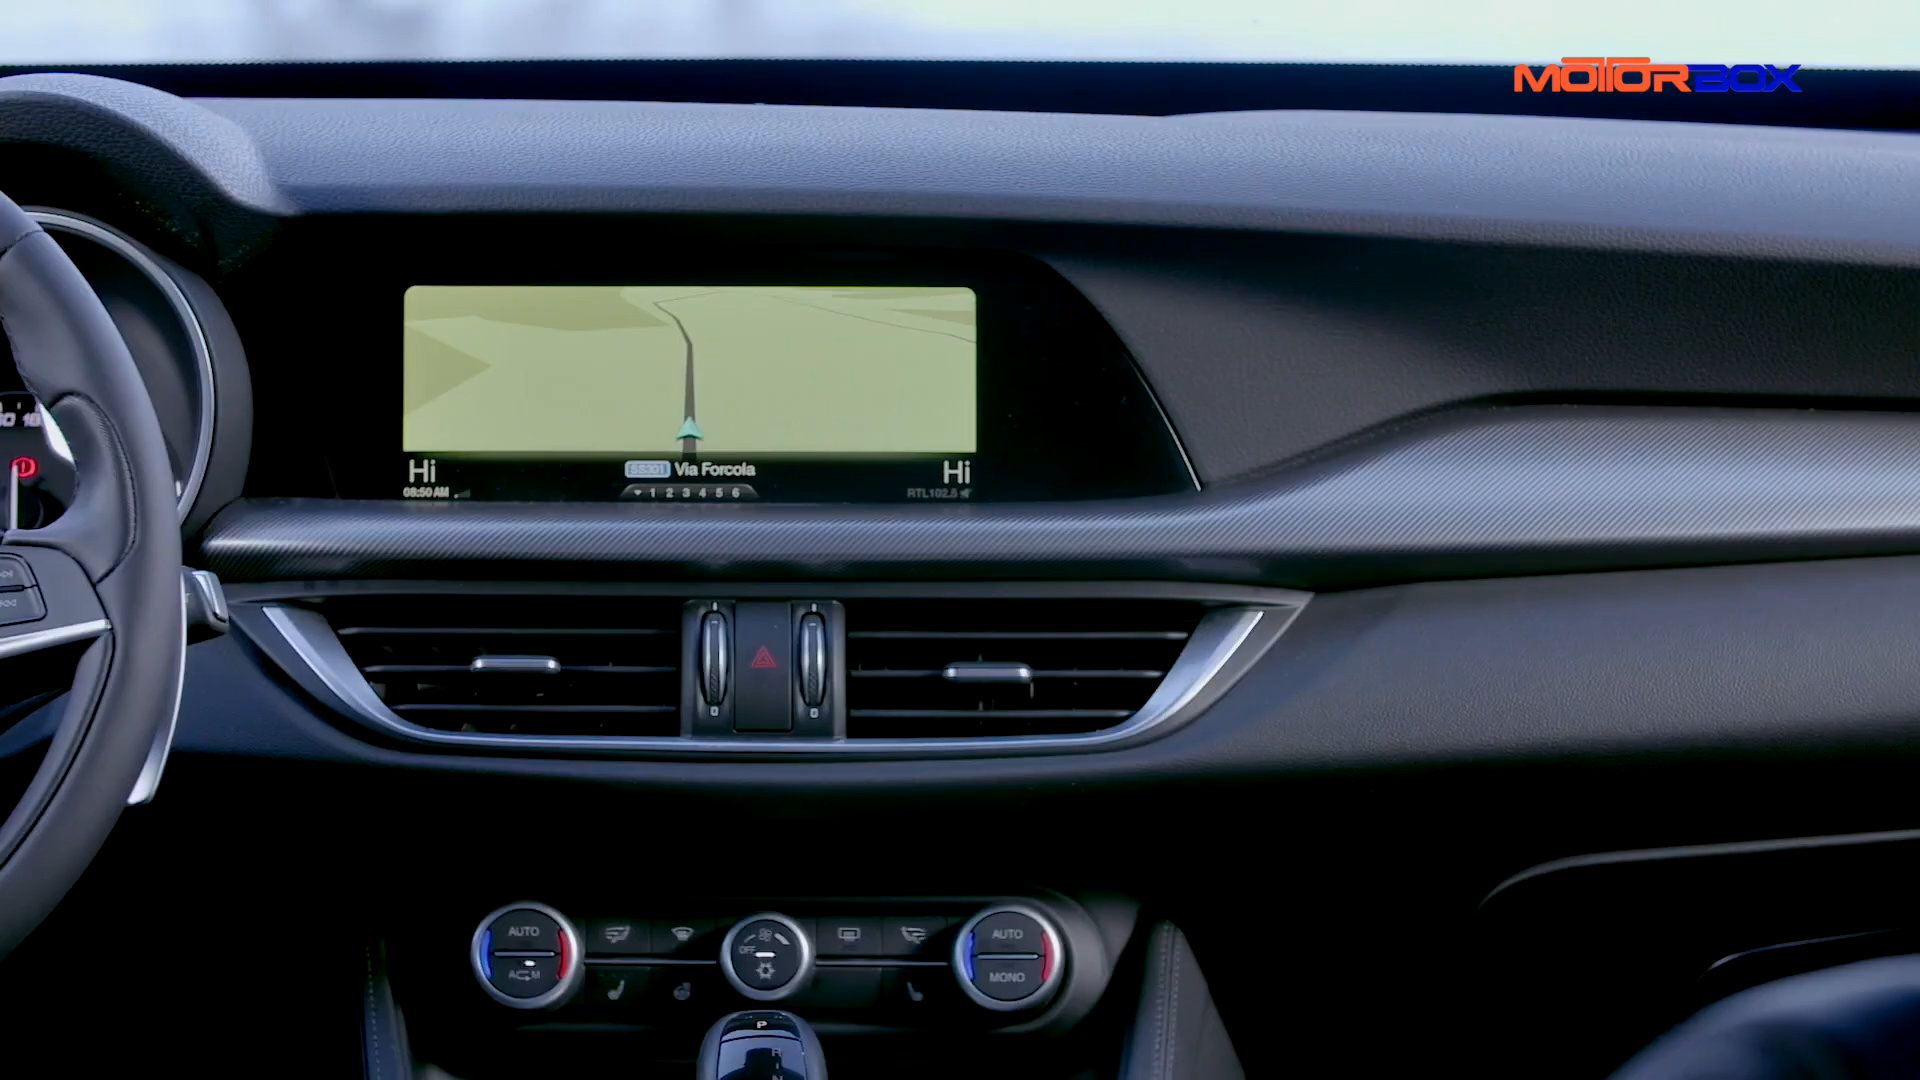 MOTORBOX
Hi
SS301 Via Forcola
Hi
08:50 AM
1 2 3 4 5 6
RTL102.5
AUTO
A M
OFF
AUTO
MONO
P
R
N